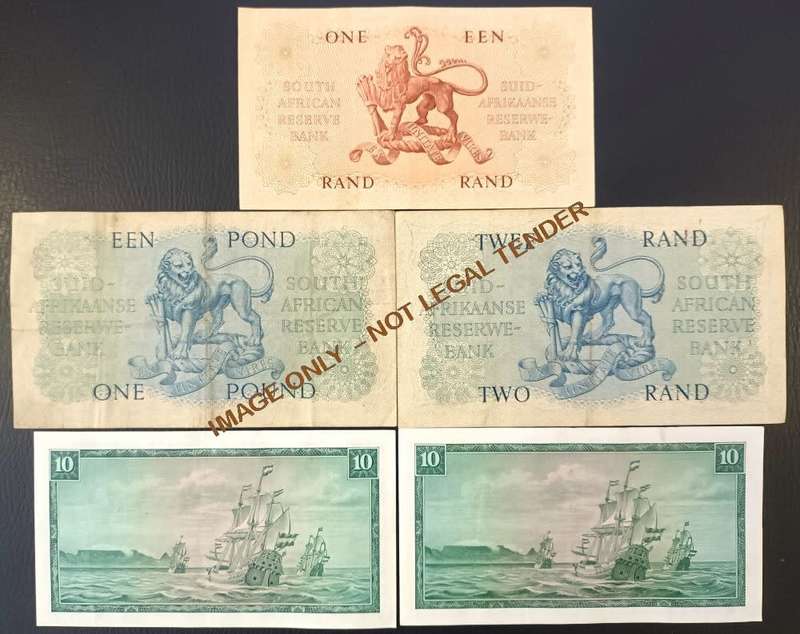 ONE EEN
SOUTH SUID-
AFRICAN AFRIKAANSE
RESERVE RESERWE-
BANK BANK
RAND RAND
EEN POND
SUID- SOUTH
AFRIKAANSE AFRICAN
RESERWE- RESERVE
BANK BANK
ONE POUND
TWEE RAND
SUID- SOUTH
AFRIKAANSE AFRICAN
RESERWE- RESERVE
BANK BANK
TWO RAND
IMAGE ONLY - NOT LEGAL TENDER
10 10
10 10